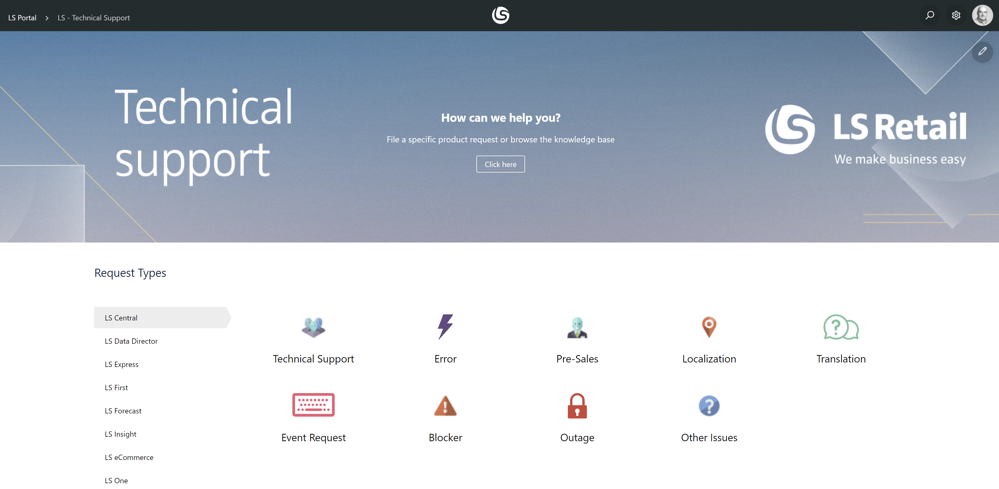 LS Portal > LS - Technical Support
LS
Technical
support
How can we help you?
File a specific product request or browse the knowledge base
Click here
LS
LS Retail
We make business easy
Request Types
LS Central
LS Data Director
LS Express
LS First
LS Forecast
LS Insight
LS eCommerce
LS One
Technical Support
Error
Pre-Sales
Localization
?
Translation
Event Request
!
Blocker
Outage
?
Other Issues